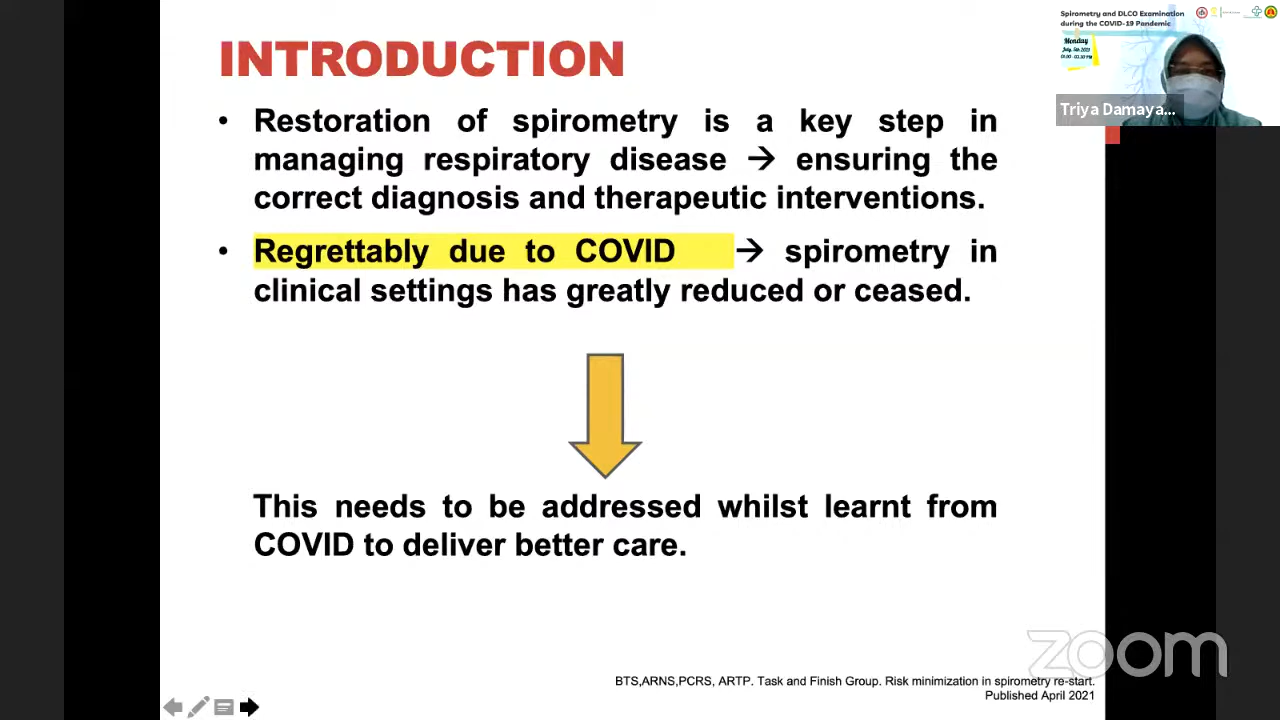 INTRODUCTION
• Restoration of spirometry is a key step in
managing respiratory disease → ensuring the
correct diagnosis and therapeutic interventions.
• Regrettably due to COVID → spirometry in
clinical settings has greatly reduced or ceased.
This needs to be addressed whilst learnt from
COVID to deliver better care.
BTS,ARNS,PCRS, ARTP. Task and Finish Group. Risk minimization in spirometry re-start.
Published April 2021
Spirometry and DLCO Examination
during the COVID-19 Pandemic
Monday
Triya Damaya...
zoom